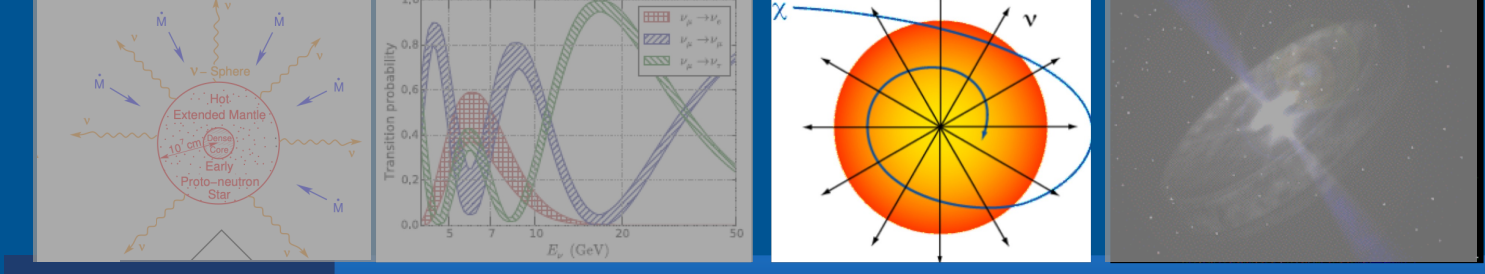 ν
Ṁ
Ṁ
ν
ν
ν – Sphere
Ṁ
Ṁ
Hot
Extended Mantle
Dense
Core
10⁷ cm
ν
ν
Early
Proto–neutron
Star
Ṁ
ν
ν
Transition probability
1,0
0.8
0.6
0.4
0,2
0.0
5
7
10
20
50
E_ν (GeV)
ν_μ → ν_e
ν_μ → ν_μ
ν_μ → ν_τ
χ
ν